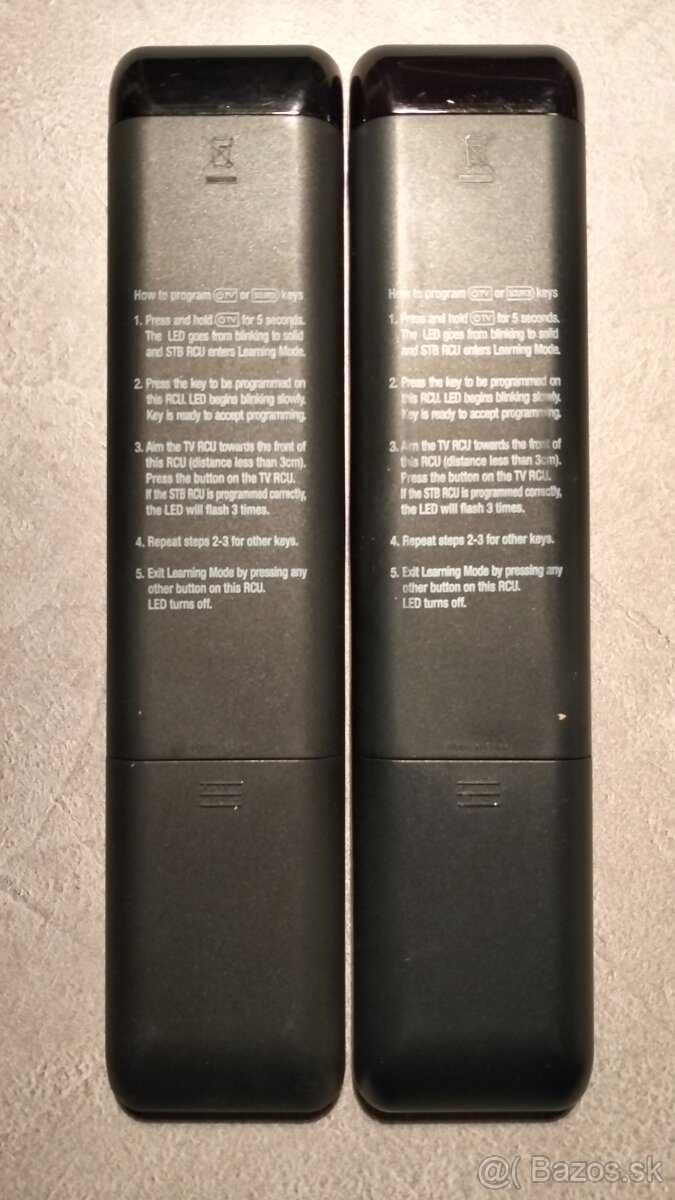 How to program ⏻TV or SOURCE keys
1. Press and hold ⏻TV for 5 seconds.
The LED goes from blinking to solid
and STB RCU enters Learning Mode.
2. Press the key to be programmed on
this RCU. LED begins blinking slowly.
Key is ready to accept programming.
3. Aim the TV RCU towards the front of
this RCU (distance less than 3cm).
Press the button on the TV RCU.
If the STB RCU is programmed correctly,
the LED will flash 3 times.
4. Repeat steps 2-3 for other keys.
5. Exit Learning Mode by pressing any
other button on this RCU.
LED turns off.
How to program ⏻TV or SOURCE keys
1. Press and hold ⏻TV for 5 seconds.
The LED goes from blinking to solid
and STB RCU enters Learning Mode.
2. Press the key to be programmed on
this RCU. LED begins blinking slowly.
Key is ready to accept programming.
3. Aim the TV RCU towards the front of
this RCU (distance less than 3cm).
Press the button on the TV RCU.
If the STB RCU is programmed correctly,
the LED will flash 3 times.
4. Repeat steps 2-3 for other keys.
5. Exit Learning Mode by pressing any
other button on this RCU.
LED turns off.
@( Bazos.sk